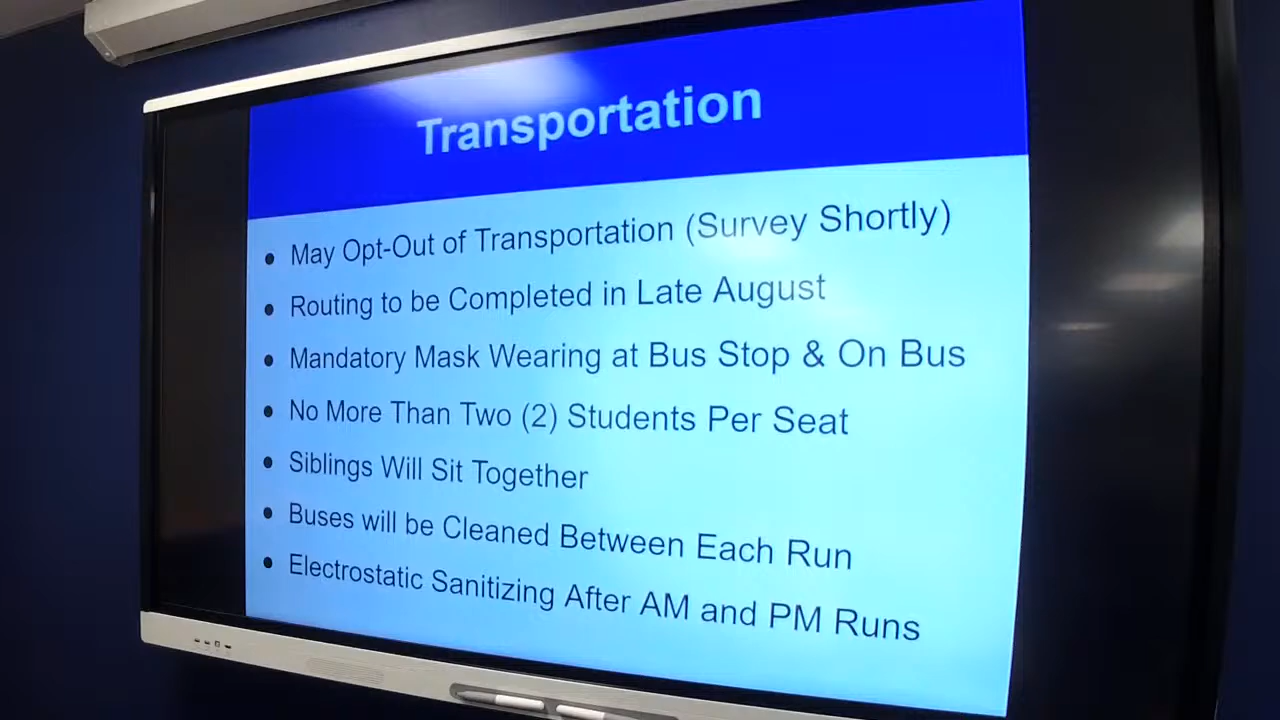 Transportation
● May Opt-Out of Transportation (Survey Shortly)
● Routing to be Completed in Late August
● Mandatory Mask Wearing at Bus Stop & On Bus
● No More Than Two (2) Students Per Seat
● Siblings Will Sit Together
● Buses will be Cleaned Between Each Run
● Electrostatic Sanitizing After AM and PM Runs